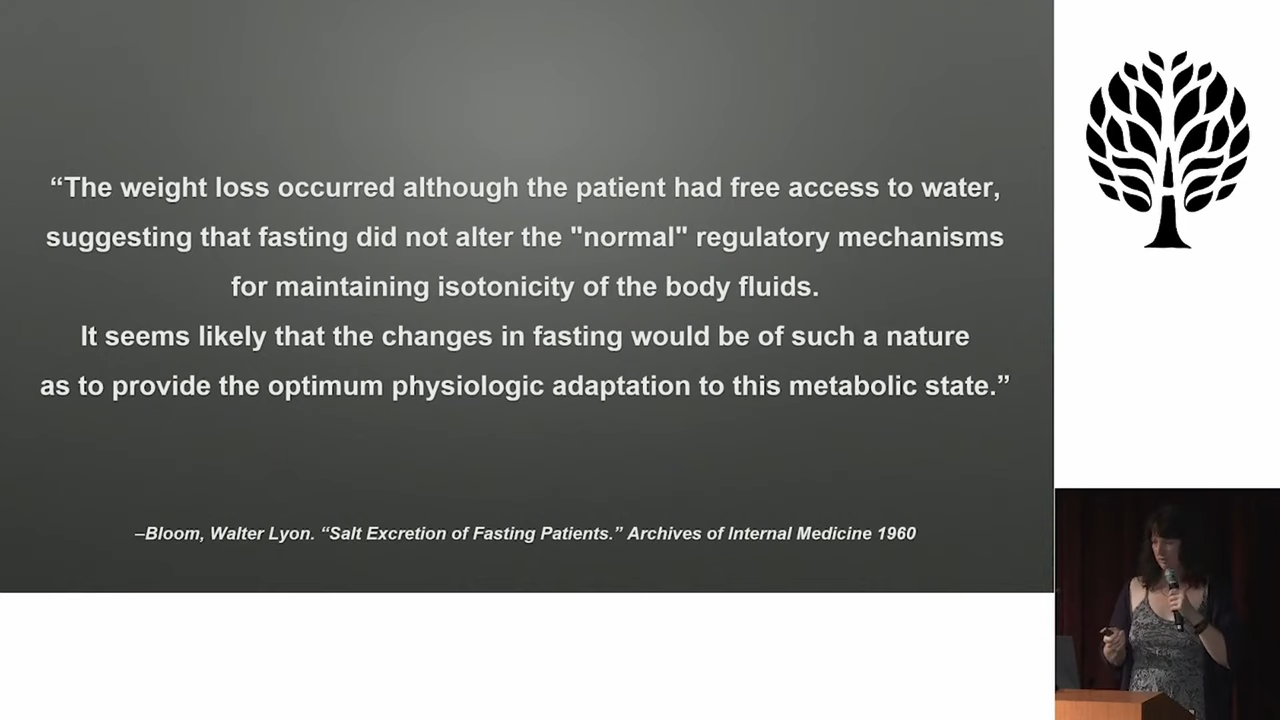 “The weight loss occurred although the patient had free access to water,
suggesting that fasting did not alter the "normal" regulatory mechanisms
for maintaining isotonicity of the body fluids.
It seems likely that the changes in fasting would be of such a nature
as to provide the optimum physiologic adaptation to this metabolic state.”
–Bloom, Walter Lyon. “Salt Excretion of Fasting Patients.” Archives of Internal Medicine 1960